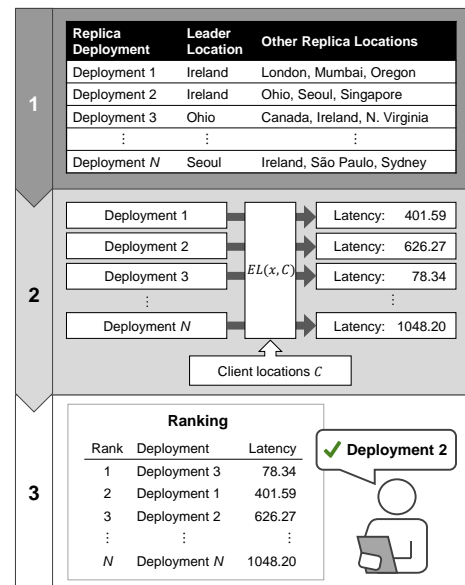 1
Replica Deployment Leader Location Other Replica Locations
Deployment 1 Ireland London, Mumbai, Oregon
Deployment 2 Ireland Ohio, Seoul, Singapore
Deployment 3 Ohio Canada, Ireland, N. Virginia
⋮ ⋮ ⋮
Deployment N Seoul Ireland, São Paulo, Sydney
2
Deployment 1 Latency: 401.59
Deployment 2 Latency: 626.27
Deployment 3 Latency: 78.34
EL(x, C)
⋮ ⋮
Deployment N Latency: 1048.20
Client locations C
3
Ranking
Rank Deployment Latency
1 Deployment 3 78.34
2 Deployment 1 401.59
3 Deployment 2 626.27
⋮ ⋮ ⋮
N Deployment N 1048.20
Deployment 2